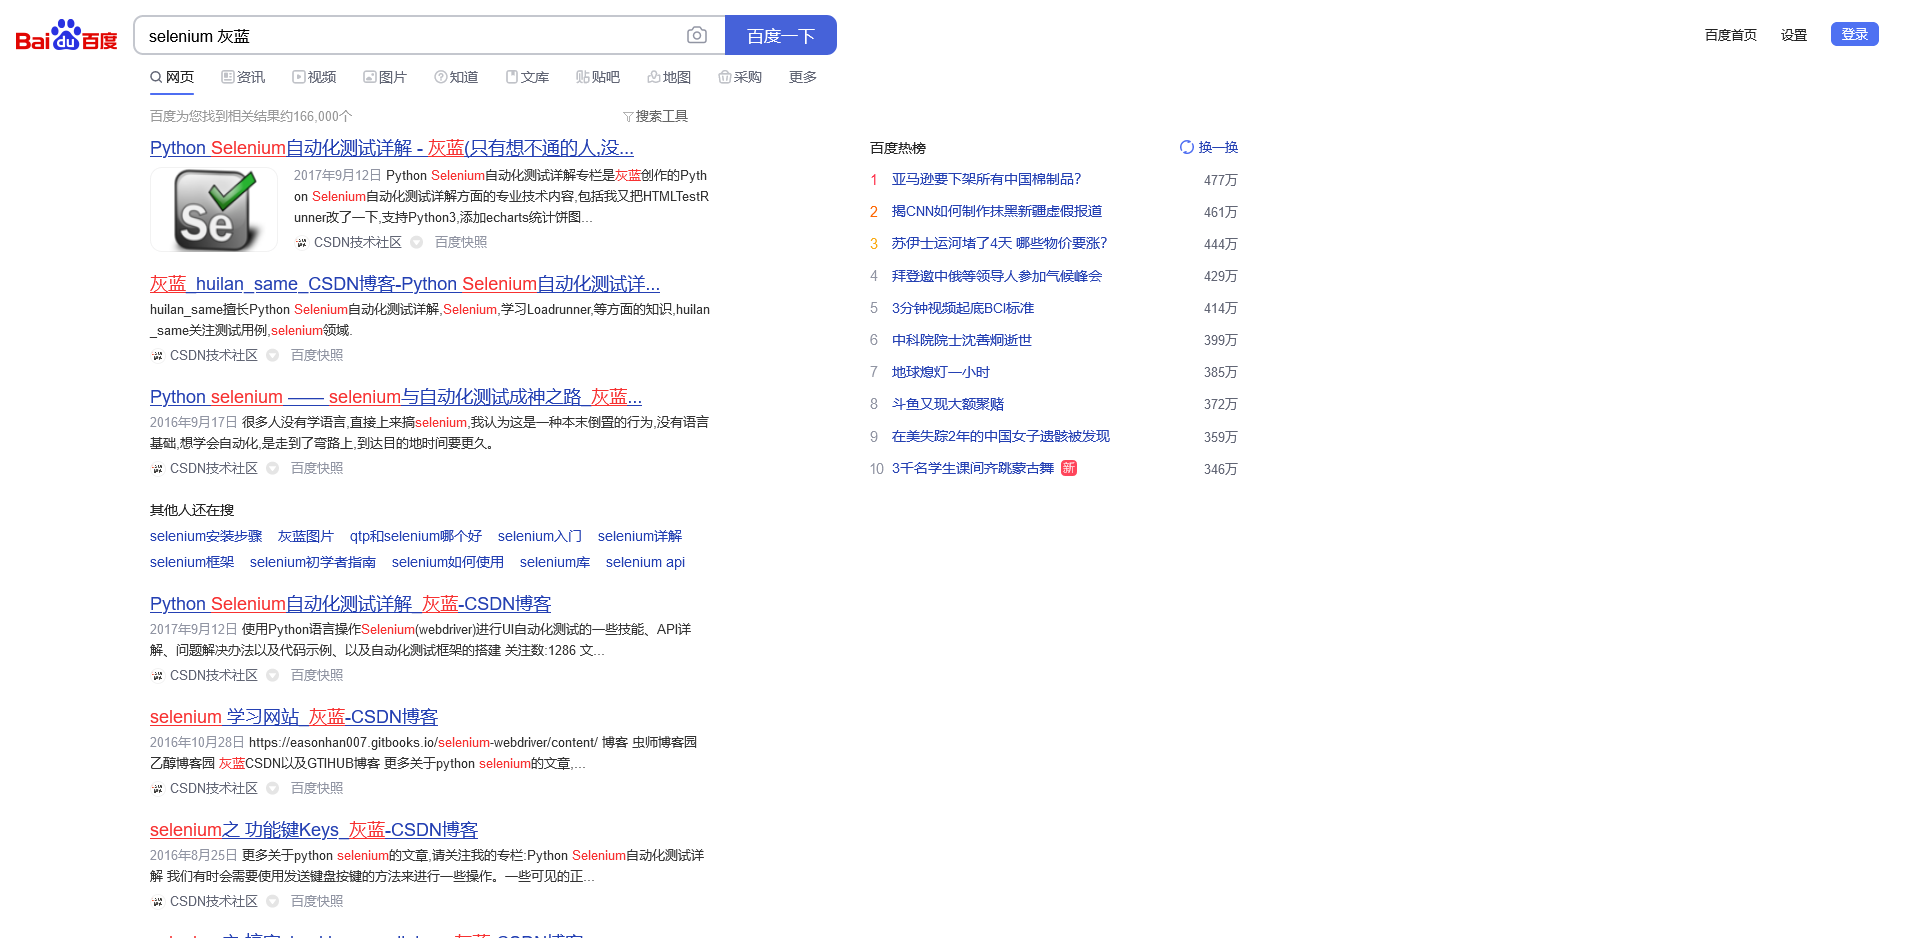 Bai du 百度
selenium 灰蓝
百度一下
百度首页 设置 登录
网页 资讯 视频 图片 知道 文库 贴吧 地图 采购 更多
百度为您找到相关结果约166,000个
搜索工具
Python Selenium自动化测试详解 - 灰蓝(只有想不通的人,没...
Se
2017年9月12日 Python Selenium自动化测试详解专栏是灰蓝创作的Pyth
on Selenium自动化测试详解方面的专业技术内容,包括我又把HTMLTestR
unner改了一下,支持Python3,添加echarts统计饼图...
CSDN技术社区 百度快照
灰蓝_huilan_same_CSDN博客-Python Selenium自动化测试详...
huilan_same擅长Python Selenium自动化测试详解,Selenium,学习Loadrunner,等方面的知识,huilan
_same关注测试用例,selenium领域.
CSDN技术社区 百度快照
Python selenium —— selenium与自动化测试成神之路_灰蓝...
2016年9月17日 很多人没有学语言,直接上来搞selenium,我认为这是一种本末倒置的行为,没有语言
基础,想学会自动化,是走到了弯路上,到达目的地时间要更久。
CSDN技术社区 百度快照
其他人还在搜
selenium安装步骤 灰蓝图片 qtp和selenium哪个好 selenium入门 selenium详解
selenium框架 selenium初学者指南 selenium如何使用 selenium库 selenium api
Python Selenium自动化测试详解_灰蓝-CSDN博客
2017年9月12日 使用Python语言操作Selenium(webdriver)进行UI自动化测试的一些技能、API详
解、问题解决办法以及代码示例、以及自动化测试框架的搭建 关注数:1286 文...
CSDN技术社区 百度快照
selenium 学习网站_灰蓝-CSDN博客
2016年10月28日 https://easonhan007.gitbooks.io/selenium-webdriver/content/ 博客 虫师博客园
乙醇博客园 灰蓝CSDN以及GTIHUB博客 更多关于python selenium的文章,...
CSDN技术社区 百度快照
selenium之 功能键Keys_灰蓝-CSDN博客
2016年8月25日 更多关于python selenium的文章,请关注我的专栏:Python Selenium自动化测试详
解 我们有时会需要使用发送键盘按键的方法来进行一些操作。一些可见的正...
CSDN技术社区 百度快照
百度热榜 换一换
1 亚马逊要下架所有中国棉制品? 477万
2 揭CNN如何制作抹黑新疆虚假报道 461万
3 苏伊士运河堵了4天 哪些物价要涨? 444万
4 拜登邀中俄等领导人参加气候峰会 429万
5 3分钟视频起底BCI标准 414万
6 中科院院士沈善炯逝世 399万
7 地球熄灯一小时 385万
8 斗鱼又现大额聚赌 372万
9 在美失踪2年的中国女子遗骸被发现 359万
10 3千名学生课间齐跳蒙古舞 新 346万